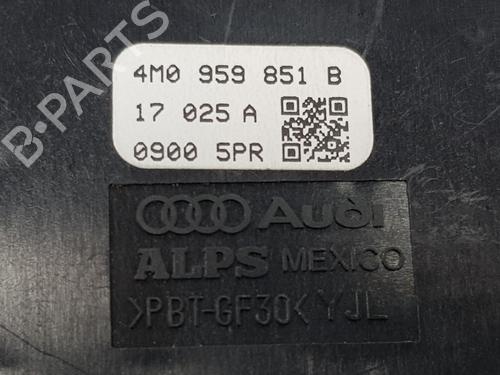 4M0 959 851 B
17 025 A
0900 5PR
Audi
ALPS MEXICO
>PBT-GF30< YJL
B-PARTS